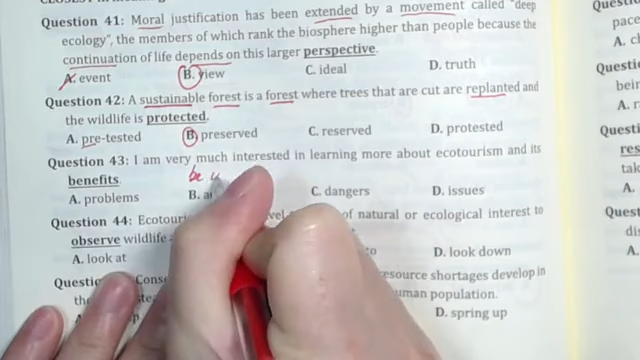 Question 41: Moral justification has been extended by a movement called "deep
ecology", the members of which rank the biosphere higher than people because the
continuation of life depends on this larger perspective.
A. event B. view C. ideal D. truth
Question 42: A sustainable forest is a forest where trees that are cut are replanted and
the wildlife is protected.
A. pre-tested B. preserved C. reserved D. protested
Question 43: I am very much interested in learning more about ecotourism and its
benefits.
be
A. problems B. C. dangers D. issues
Question 44: of natural or ecological interest to
observe wildlife
A. look at D. look down
resource shortages develop in
the human population.
D. spring up